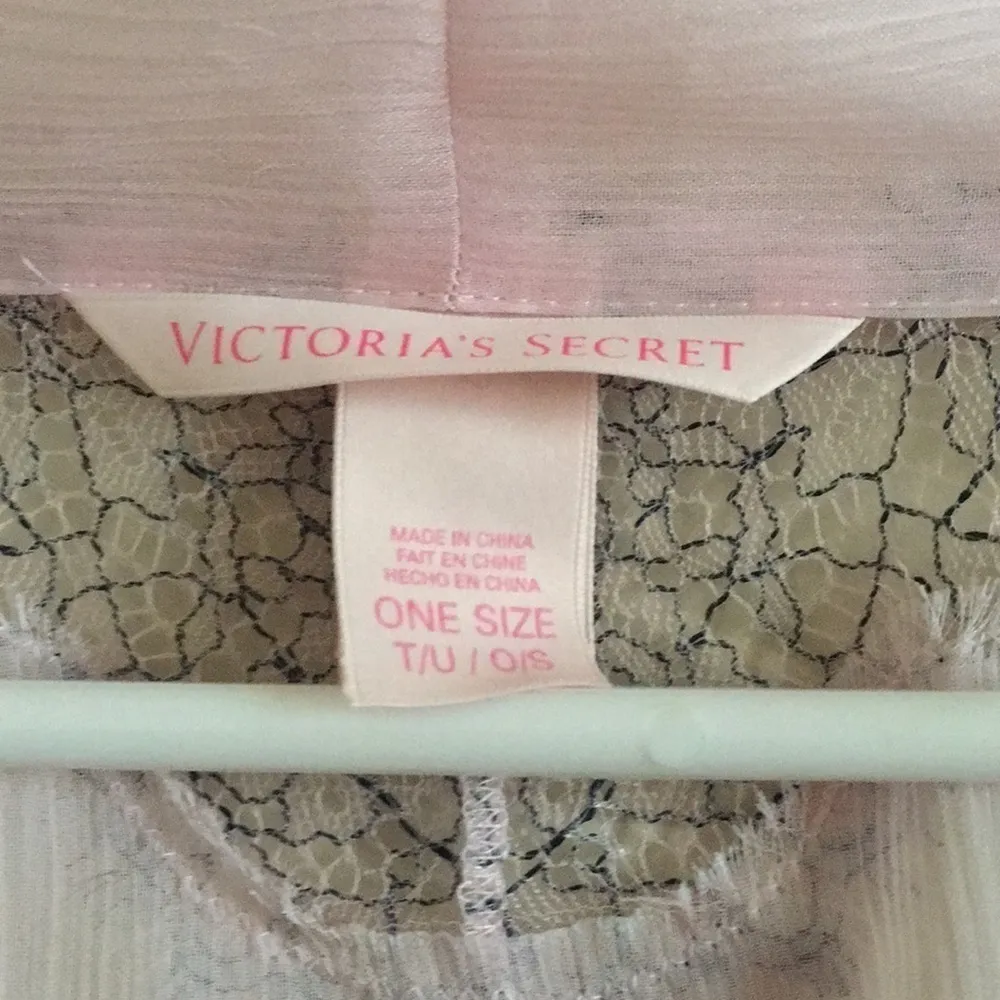 VICTORIA'S SECRET
MADE IN CHINA
FAIT EN CHINE
HECHO EN CHINA
ONE SIZE
T/U / O/S